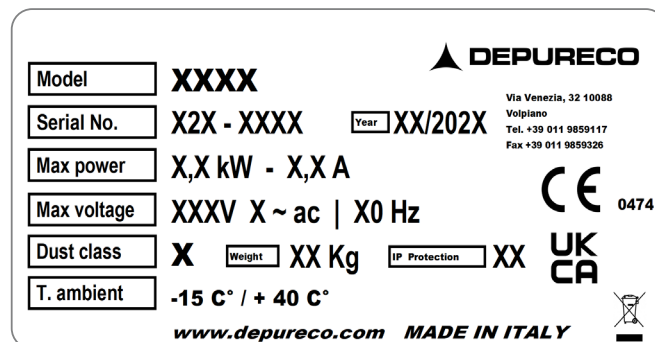 DEPURECO
Via Venezia, 32 10088
Volpiano
Tel. +39 011 9859117
Fax +39 011 9859326
Model XXXX
Serial No. X2X - XXXX Year XX/202X
Max power X,X kW - X,X A
Max voltage XXXV X ~ ac | X0 Hz
Dust class X Weight XX Kg IP Protection XX
T. ambient -15 C° / + 40 C°
CE 0474
UK
CA
www.depureco.com MADE IN ITALY